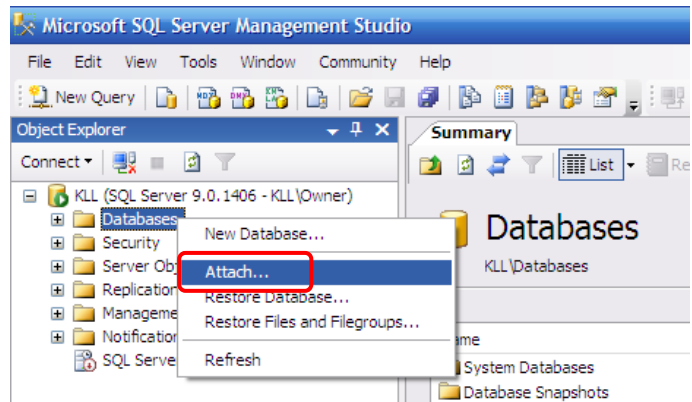 Microsoft SQL Server Management Studio
File Edit View Tools Window Community Help
New Query
Object Explorer
Summary
Connect
List
KLL (SQL Server 9.0.1406 - KLL\Owner)
Databases
Security
Server Obj
Replication
Manageme
Notification
SQL Serve
New Database...
Attach...
Restore Database...
Restore Files and Filegroups...
Refresh
Databases
KLL\Databases
System Databases
Database Snapshots